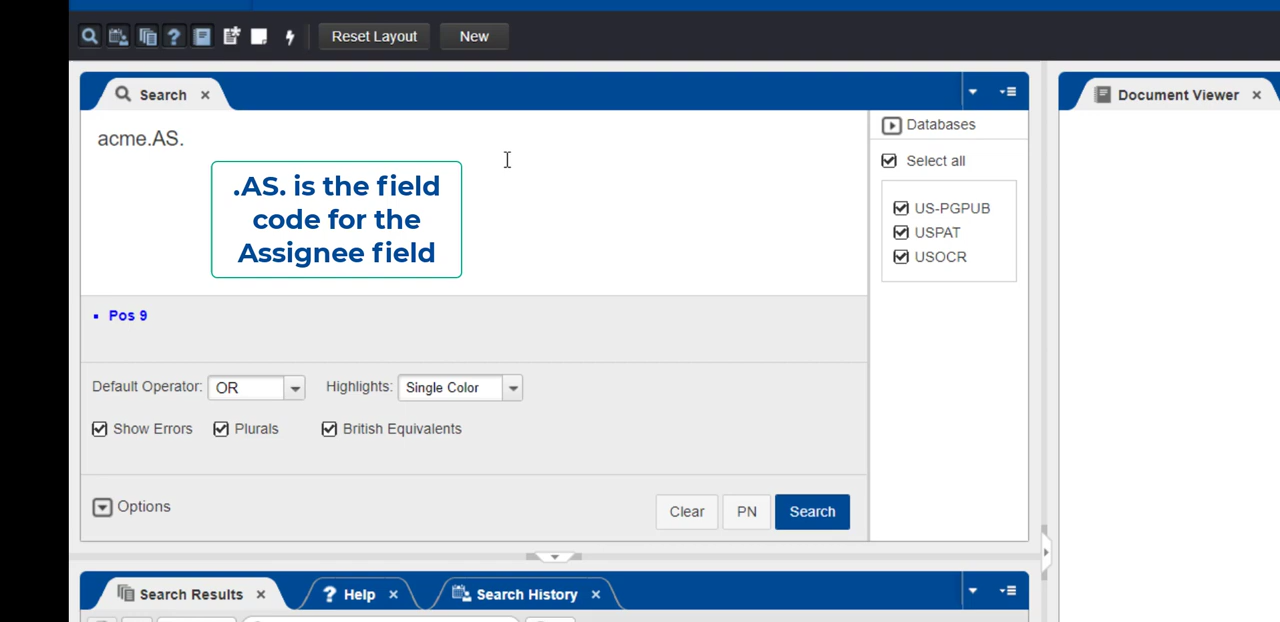 Reset Layout New
Search
Document Viewer
acme.AS.
.AS. is the field
code for the
Assignee field
Databases
Select all
US-PGPUB
USPAT
USOCR
Pos 9
Default Operator: OR Highlights: Single Color
Show Errors Plurals British Equivalents
Options Clear PN Search
Search Results Help Search History